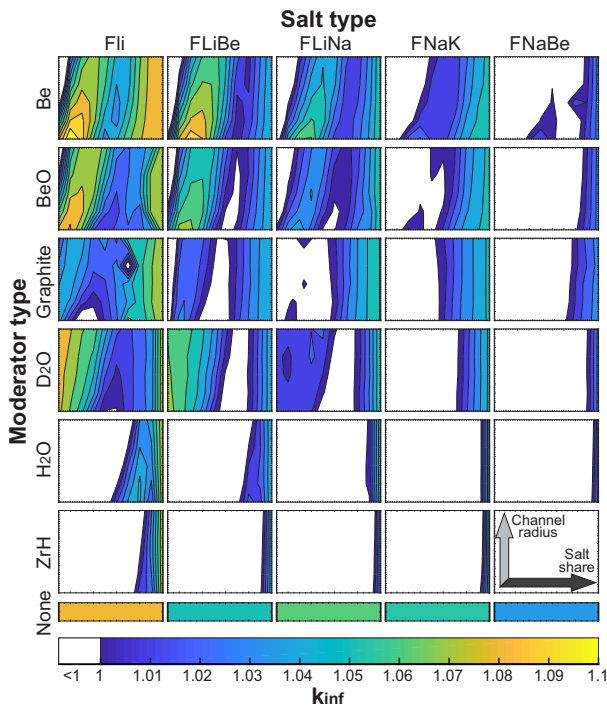 Salt type
Fli FLiBe FLiNa FNaK FNaBe
Moderator type
Be
BeO
Graphite
D2O
H2O
ZrH
Channel
radius
Salt
share
None
<1 1 1.01 1.02 1.03 1.04 1.05 1.06 1.07 1.08 1.09 1.1
kinf